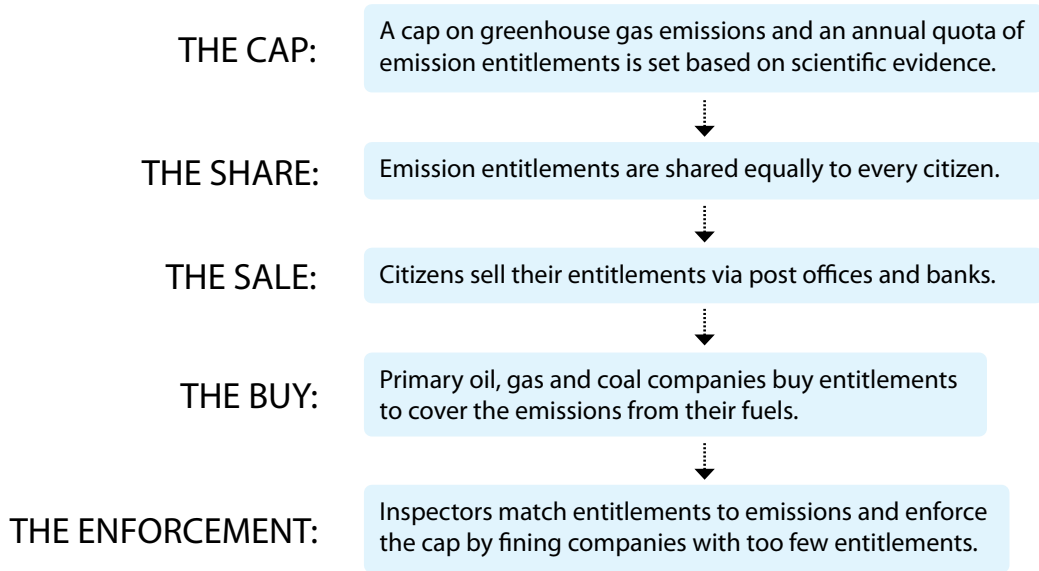 THE CAP:
A cap on greenhouse gas emissions and an annual quota of
emission entitlements is set based on scientific evidence.
THE SHARE:
Emission entitlements are shared equally to every citizen.
THE SALE:
Citizens sell their entitlements via post offices and banks.
THE BUY:
Primary oil, gas and coal companies buy entitlements
to cover the emissions from their fuels.
THE ENFORCEMENT:
Inspectors match entitlements to emissions and enforce
the cap by fining companies with too few entitlements.